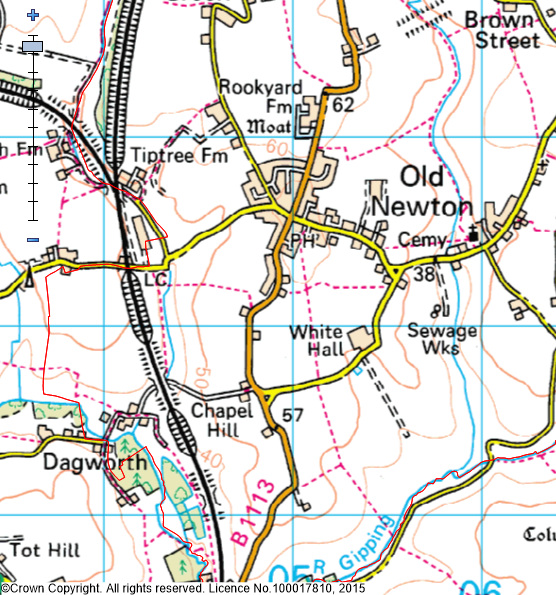 Brown
Street
Rookyard
Fm
62
Moat
Fm
Tiptree Fm
60
Old
Newton
PH
Cemy
LC
38
White
Hall
Sewage
Wks
50
Chapel
Hill
57
40
Dagworth
B 1113
R Gipping
Tot Hill
05
06
©Crown Copyright. All rights reserved. Licence No.100017810, 2015